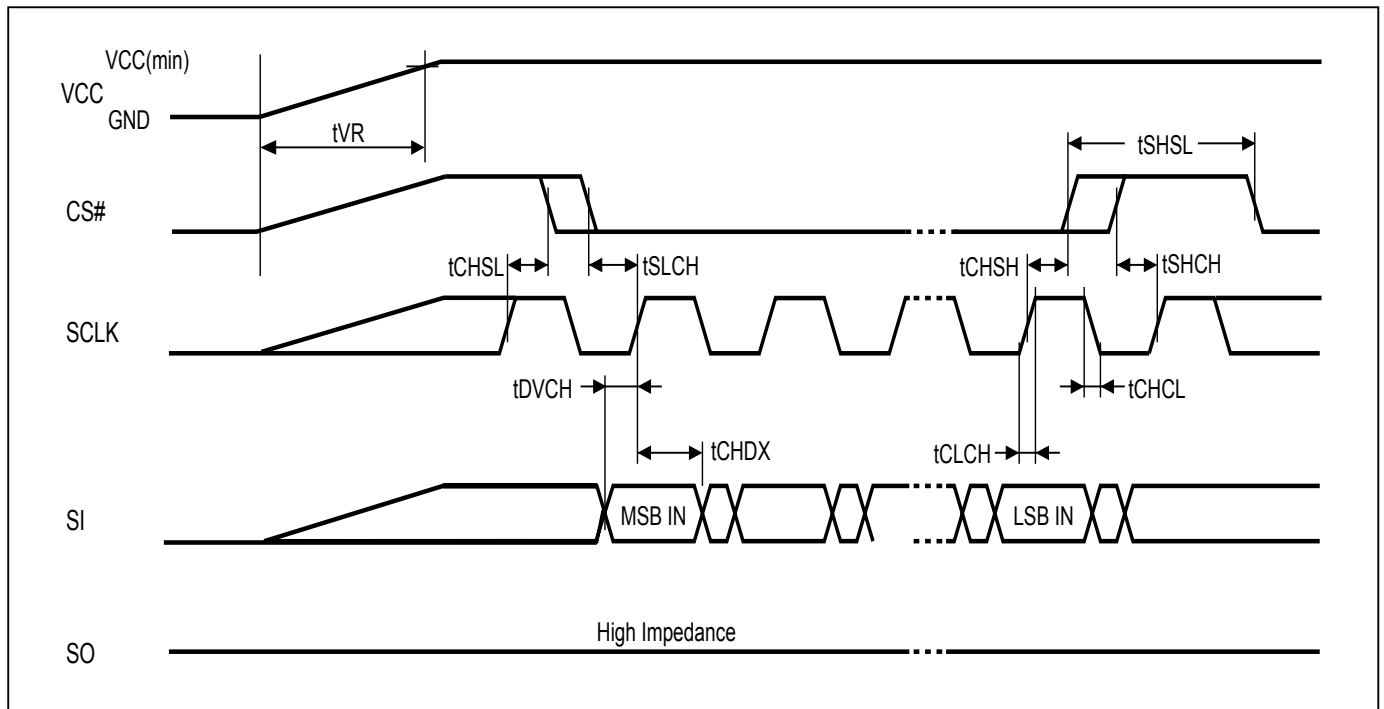 VCC(min)
VCC
GND
tVR
tSHSL
CS#
tCHSL
tSLCH
tCHSH
tSHCH
SCLK
tDVCH
tCHCL
tCHDX
tCLCH
SI
MSB IN
LSB IN
High Impedance
SO